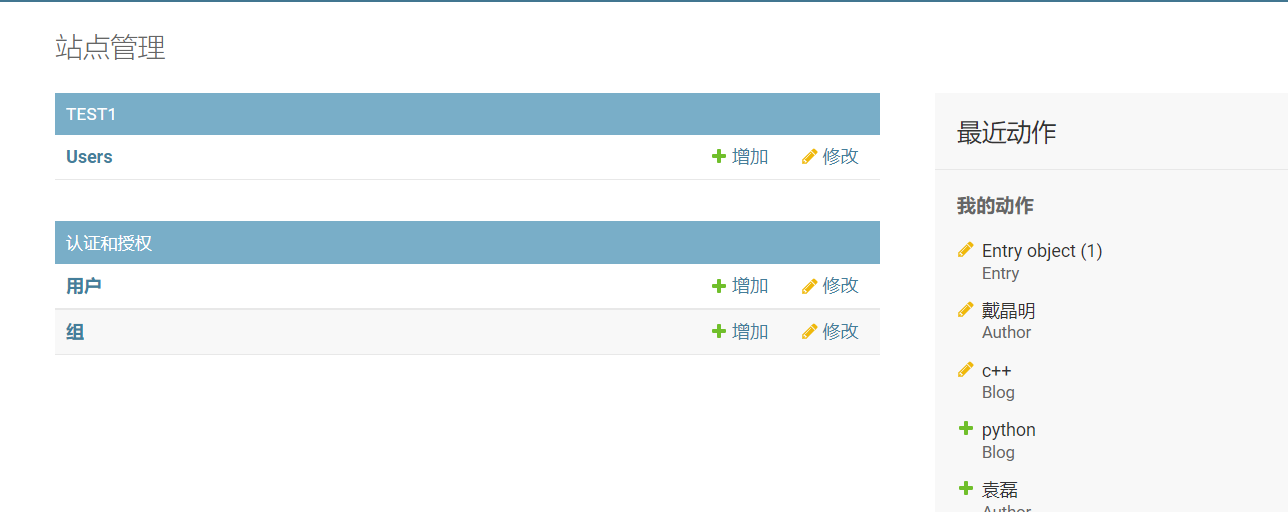 站点管理
TEST1
Users 增加 修改
认证和授权
用户 增加 修改
组 增加 修改
最近动作
我的动作
Entry object (1)
Entry
戴晶明
Author
c++
Blog
python
Blog
袁磊
Author